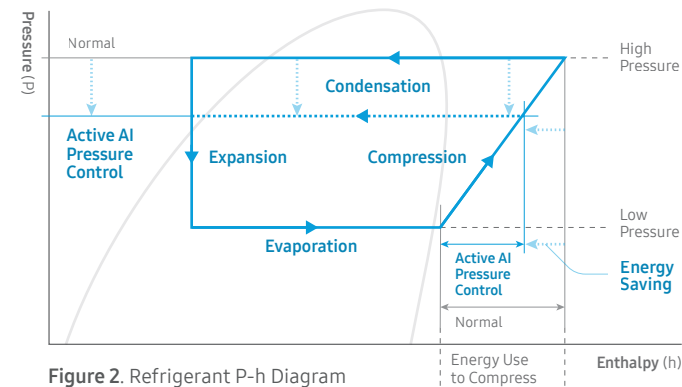 Pressure (P)
Normal
High
Pressure
Condensation
Active AI
Pressure
Control
Expansion
Compression
Low
Pressure
Evaporation
Active AI
Pressure
Control
Energy
Saving
Normal
Energy Use
to Compress
Enthalpy (h)
Figure 2. Refrigerant P-h Diagram